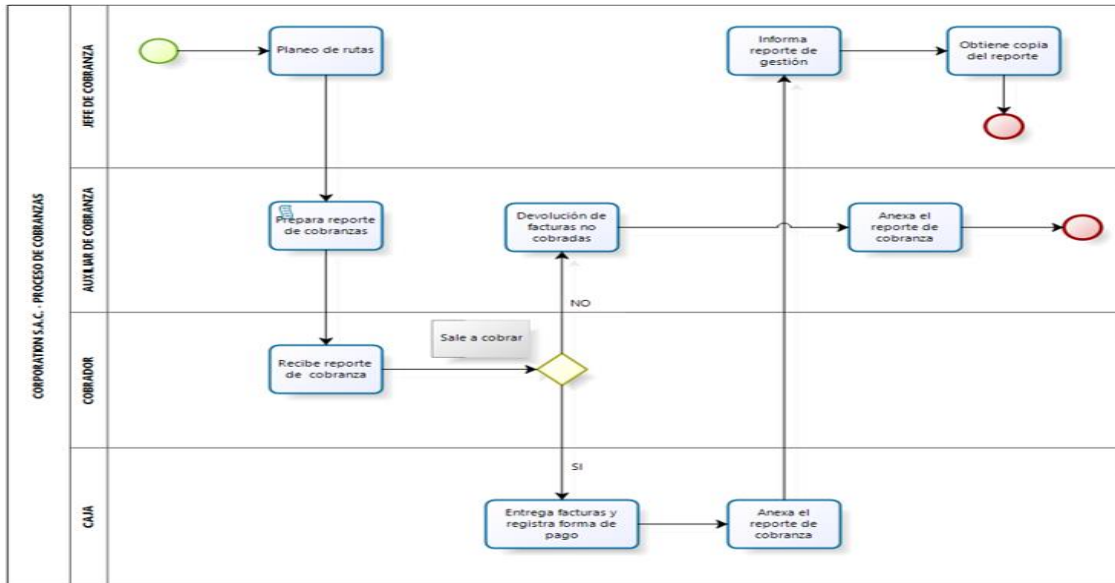 CORPORATION S.A.C. - PROCESO DE COBRANZAS
JEFE DE COBRANZA
Planeo de rutas
Informa
reporte de
gestión
Obtiene copia
del reporte
AUXILIAR DE COBRANZA
Prepara reporte
de cobranzas
Devolución de
facturas no
cobradas
Anexa el
reporte de
cobranza
NO
COBRADOR
Recibe reporte
de cobranza
Sale a cobrar
SI
CAJA
Entrega facturas y
registra forma de
pago
Anexa el
reporte de
cobranza